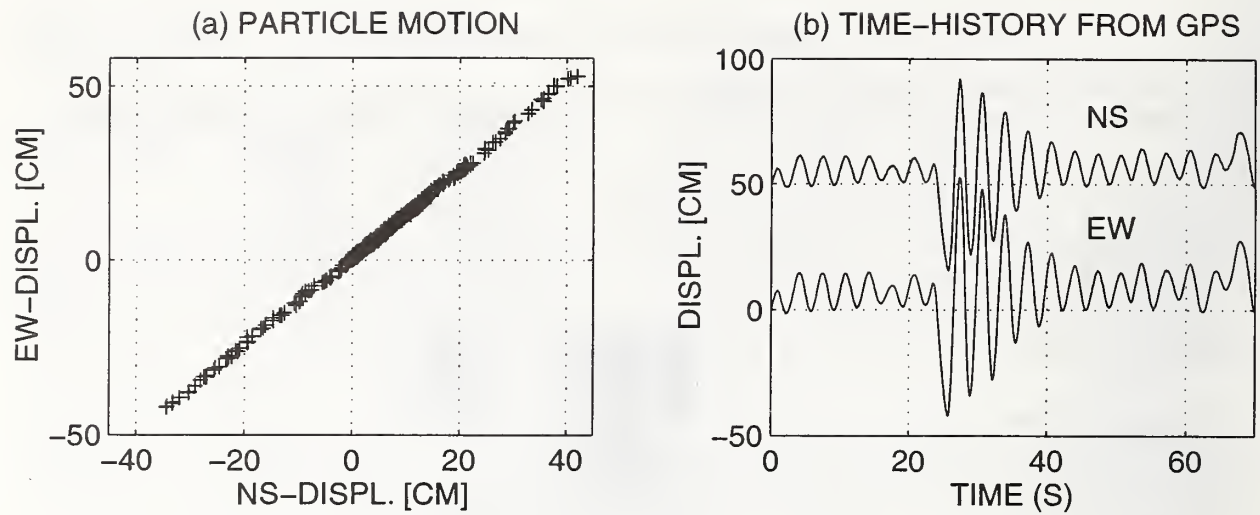 (a) PARTICLE MOTION
EW-DISPL. [CM]
50
0
-50
-40
-20
0
20
40
NS-DISPL. [CM]
(b) TIME-HISTORY FROM GPS
DISPL. [CM]
100
50
0
-50
NS
EW
0
20
40
60
TIME (S)